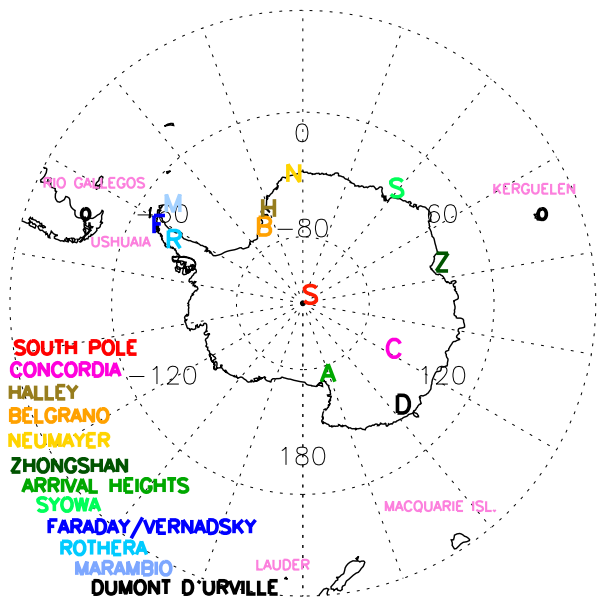 0
N
RIO GALLEGOS
S
KERGUELEN
M
H
-60
60
F
B
-80
USHUAIA
R
Z
S
SOUTH POLE
C
CONCORDIA
-120
A
120
HALLEY
D
BELGRANO
NEUMAYER
180
ZHONGSHAN
ARRIVAL HEIGHTS
SYOWA
MACQUARIE ISL.
FARADAY/VERNADSKY
ROTHERA
MARAMBIO
LAUDER
DUMONT D'URVILLE